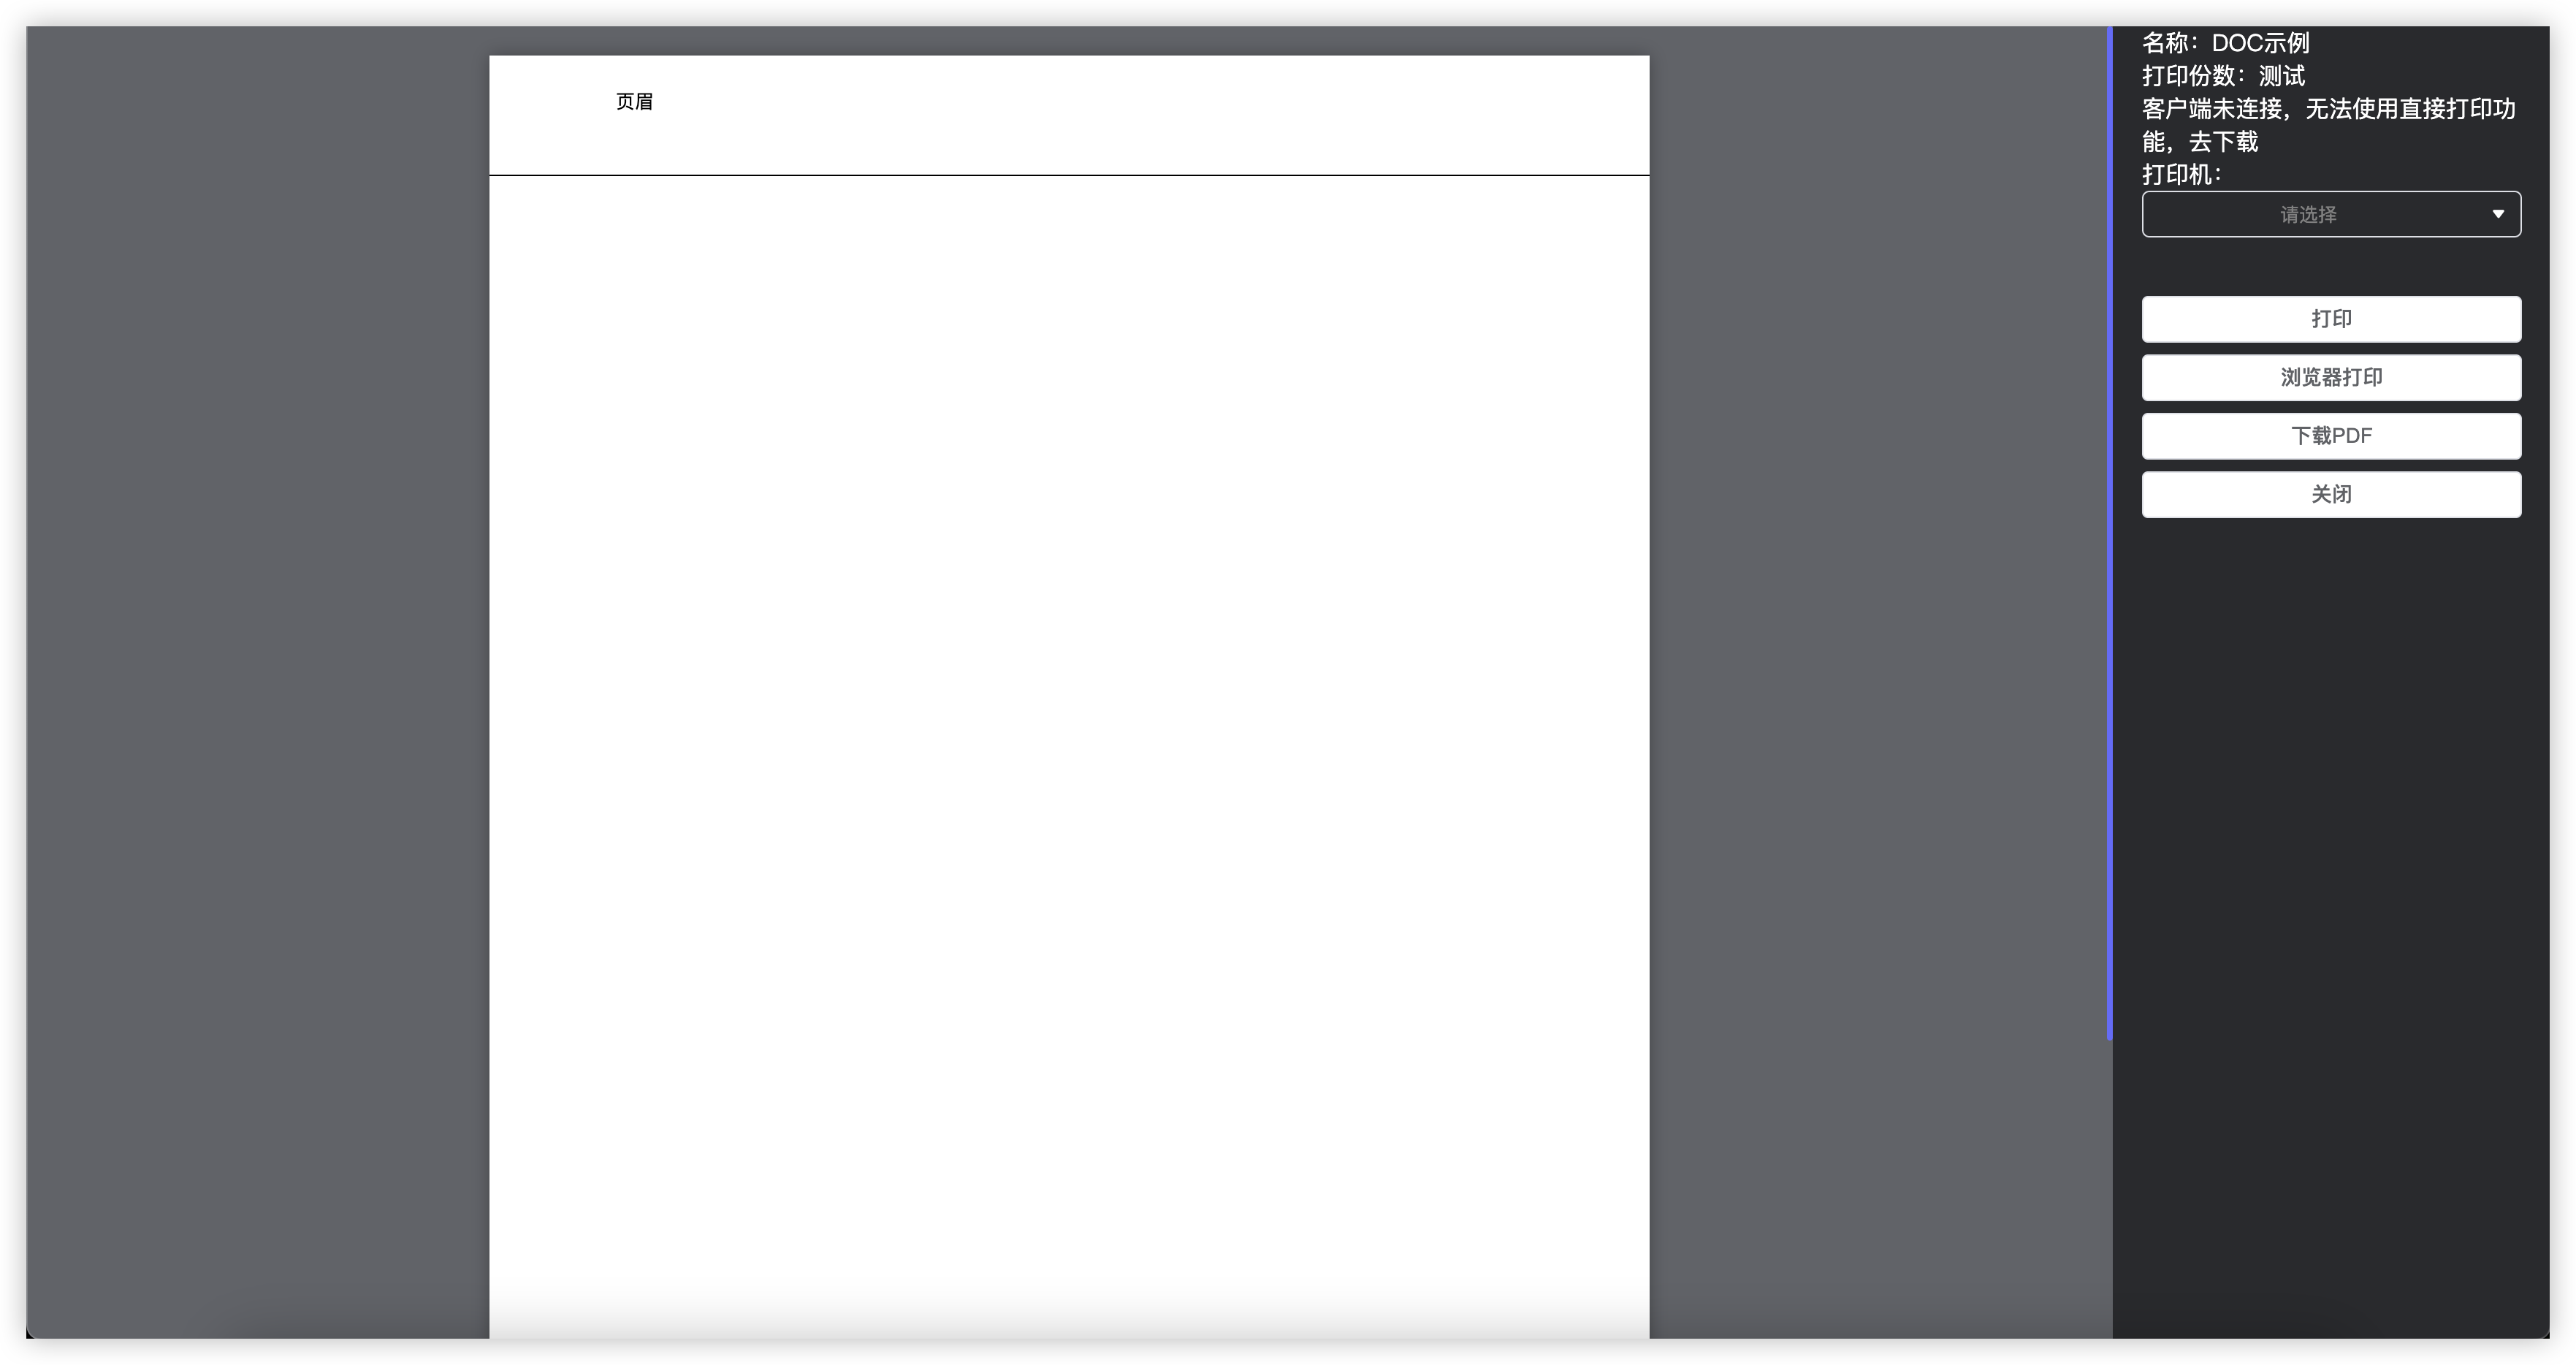 页眉
名称：DOC示例
打印份数：测试
客户端未连接，无法使用直接打印功
能，去下载
打印机：
请选择
打印
浏览器打印
下载PDF
关闭